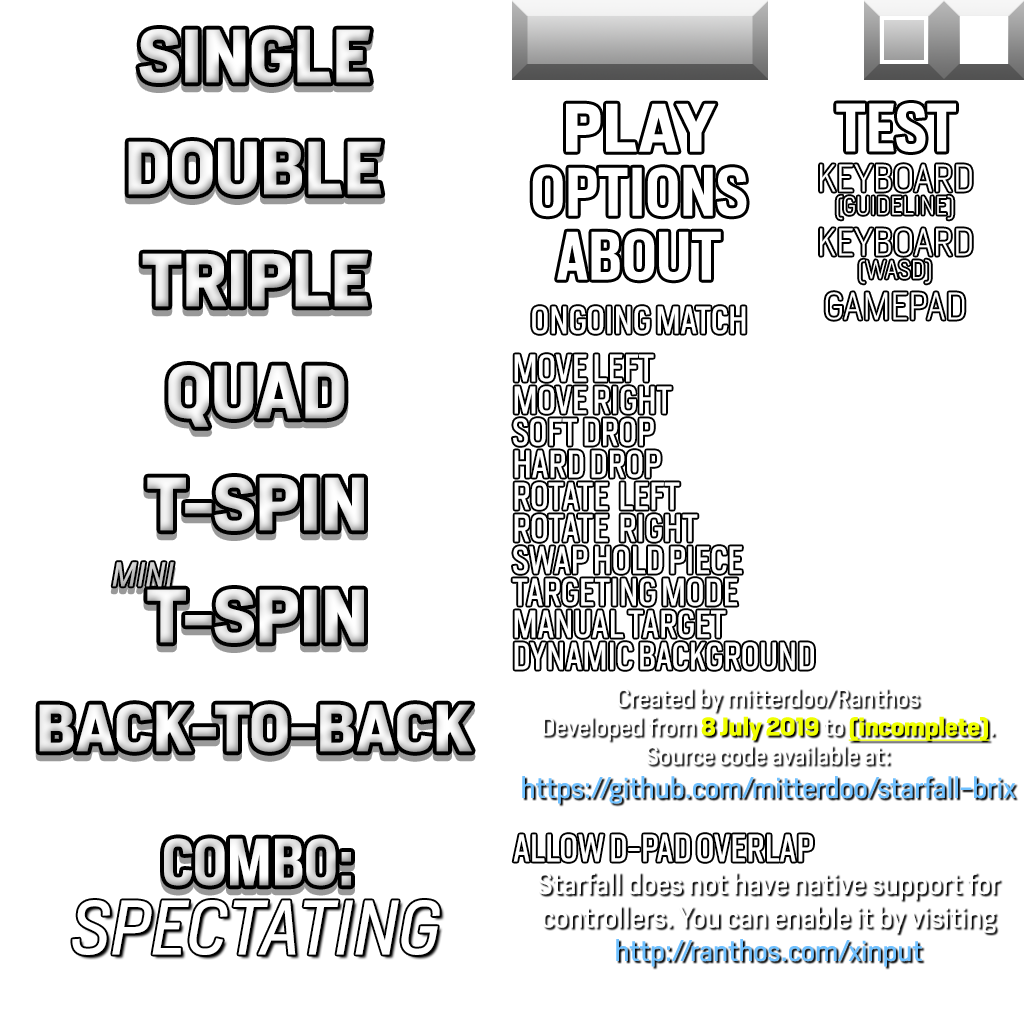 SINGLE
DOUBLE
TRIPLE
QUAD
T-SPIN
MINI
T-SPIN
BACK-TO-BACK
COMBO:
SPECTATING
PLAY
OPTIONS
ABOUT
ONGOING MATCH
TEST
KEYBOARD
(GUIDELINE)
KEYBOARD
(WASD)
GAMEPAD
MOVE LEFT
MOVE RIGHT
SOFT DROP
HARD DROP
ROTATE LEFT
ROTATE RIGHT
SWAP HOLD PIECE
TARGETING MODE
MANUAL TARGET
DYNAMIC BACKGROUND
Created by mitterdoo/Ranthos
Developed from 8 July 2019 to [incomplete].
Source code available at:
https://github.com/mitterdoo/starfall-brix
ALLOW D-PAD OVERLAP
Starfall does not have native support for
controllers. You can enable it by visiting
http://ranthos.com/xinput